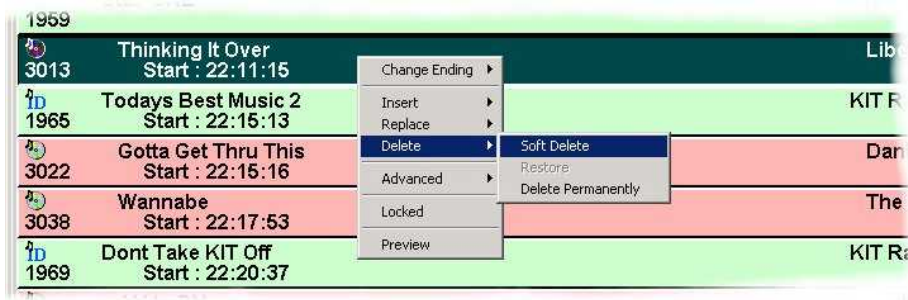 1959
Thinking It Over
Libe
3013 Start : 22:11:15
Change Ending
ID Todays Best Music 2
KIT R
1965 Start : 22:15:13
Insert
Replace
Delete
Soft Delete
Restore
Delete Permanently
Gotta Get Thru This
Dan
3022 Start : 22:15:16
Advanced
Wannabe
The
3038 Start : 22:17:53
Locked
Preview
ID Dont Take KIT Off
KIT Ra
1969 Start : 22:20:37